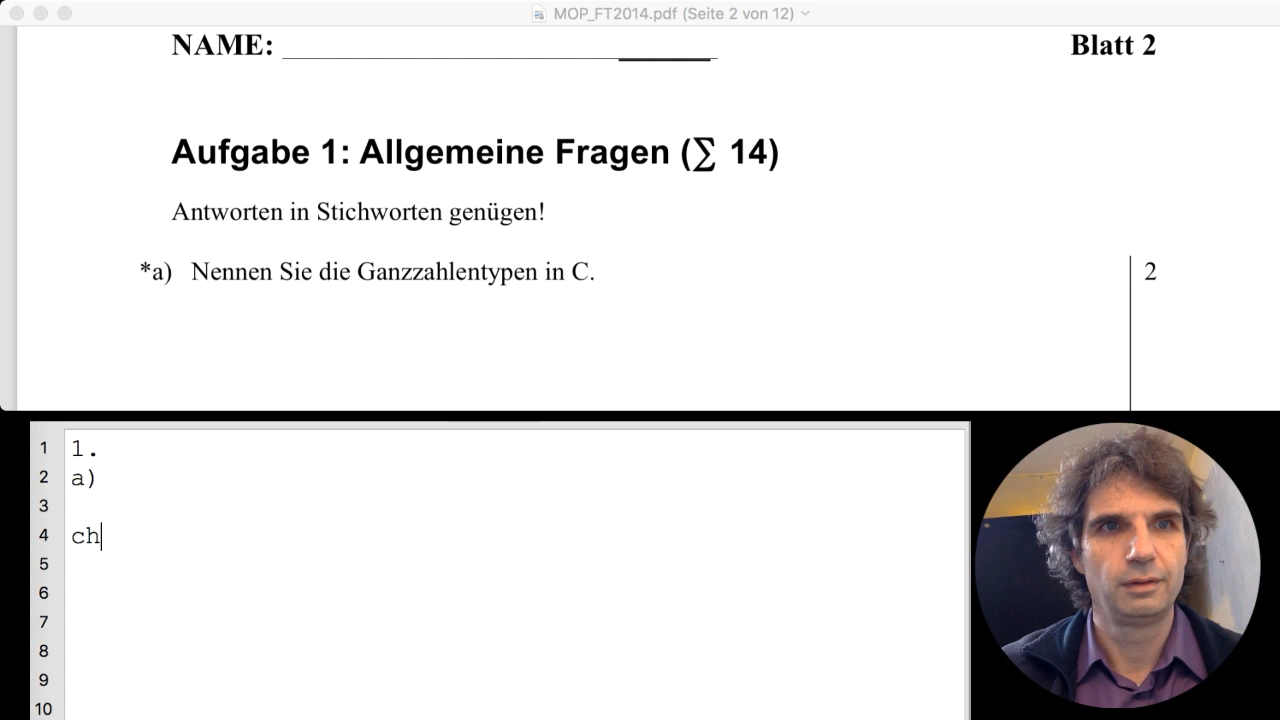 MOP_FT2014.pdf (Seite 2 von 12)
NAME: Blatt 2
Aufgabe 1: Allgemeine Fragen (∑ 14)
Antworten in Stichworten genügen!
*a) Nennen Sie die Ganzzahlentypen in C. 2
1 1.
2 a)
3
4 ch
5
6
7
8
9
10